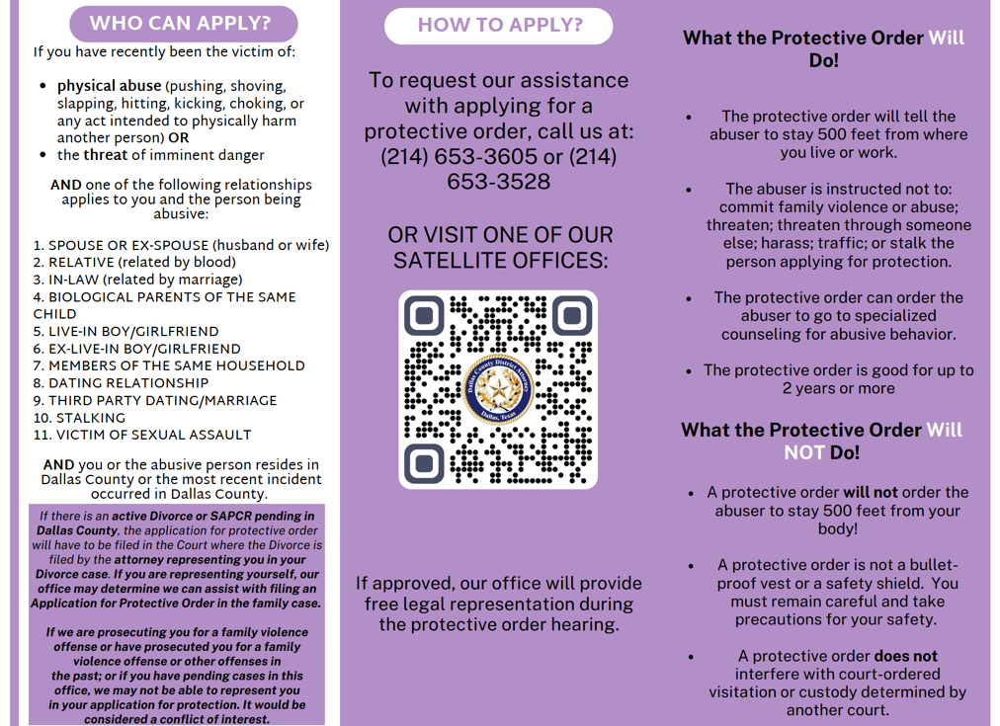 WHO CAN APPLY?
If you have recently been the victim of:
• physical abuse (pushing, shoving,
slapping, hitting, kicking, choking, or
any act intended to physically harm
another person) OR
• the threat of imminent danger
AND one of the following relationships
applies to you and the person being
abusive:
1. SPOUSE OR EX-SPOUSE (husband or wife)
2. RELATIVE (related by blood)
3. IN-LAW (related by marriage)
4. BIOLOGICAL PARENTS OF THE SAME
CHILD
5. LIVE-IN BOY/GIRLFRIEND
6. EX-LIVE-IN BOY/GIRLFRIEND
7. MEMBERS OF THE SAME HOUSEHOLD
8. DATING RELATIONSHIP
9. THIRD PARTY DATING/MARRIAGE
10. STALKING
11. VICTIM OF SEXUAL ASSAULT
AND you or the abusive person resides in
Dallas County or the most recent incident
occurred in Dallas County.
If there is an active Divorce or SAPCR pending in
Dallas County, the application for protective order
will have to be filed in the Court where the Divorce is
filed by the attorney representing you in your
Divorce case. If you are representing yourself, our
office may determine we can assist with filing an
Application for Protective Order in the family case.
If we are prosecuting you for a family violence
offense or have prosecuted you for a family
violence offense or other offenses in
the past; or if you have pending cases in this
office, we may not be able to represent you
in your application for protection. It would be
considered a conflict of interest.
HOW TO APPLY?
To request our assistance
with applying for a
protective order, call us at:
(214) 653-3605 or (214)
653-3528
OR VISIT ONE OF OUR
SATELLITE OFFICES:
Dallas County District Attorney
Dallas, Texas
If approved, our office will provide
free legal representation during
the protective order hearing.
What the Protective Order Will
Do!
• The protective order will tell the
abuser to stay 500 feet from where
you live or work.
• The abuser is instructed not to:
commit family violence or abuse;
threaten; threaten through someone
else; harass; traffic; or stalk the
person applying for protection.
• The protective order can order the
abuser to go to specialized
counseling for abusive behavior.
• The protective order is good for up to
2 years or more
What the Protective Order Will
NOT Do!
• A protective order will not order the
abuser to stay 500 feet from your
body!
• A protective order is not a bullet-
proof vest or a safety shield. You
must remain careful and take
precautions for your safety.
• A protective order does not
interfere with court-ordered
visitation or custody determined by
another court.